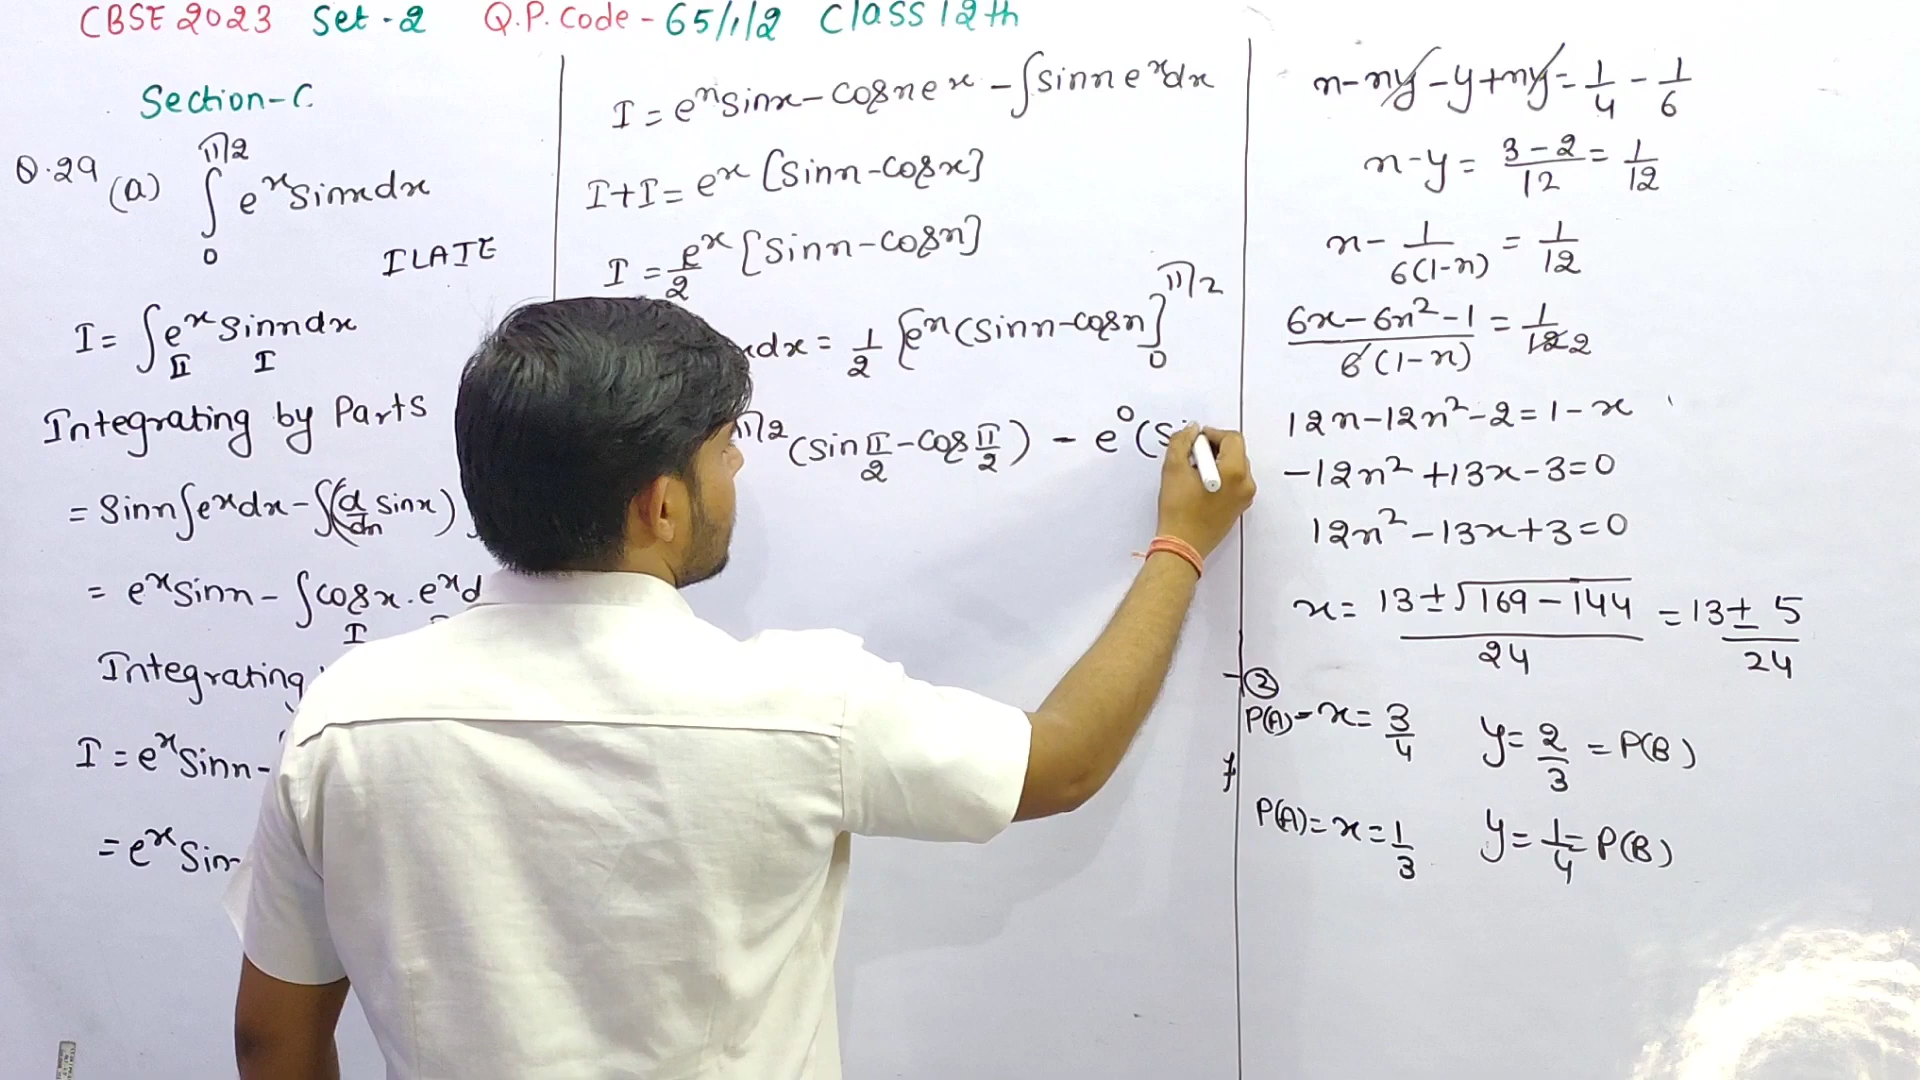 CBSE 2023 Set-2 Q.P. Code - 65/1/2 Class 12th
Section-C
Q.29 (a) ∫₀^{π/2} eˣ sinx dx
ILATE
I = ∫ eˣ sinx dx
II I
Integrating by Parts
= sinx ∫eˣdx - ∫(d/dx sinx)
= eˣ sinx - ∫cosx . eˣ d
I
Integrating
I = eˣ sinx -
= eˣ sin
I = eˣ sinx - cosx eˣ - ∫sinx eˣ dx
I+I = eˣ [sinx - cosx]
I = eˣ/2 [sinx - cosx]
xdx = 1/2 [eˣ (sinx - cosx]₀^{π/2}
π/2 (sin π/2 - cos π/2) - e⁰ (si
x - xy - y + xy = 1/4 - 1/6
x - y = (3-2)/12 = 1/12
x - 1/6(1-x) = 1/12
(6x - 6x² - 1)/6(1-x) = 1/12 2
12x - 12x² - 2 = 1 - x
-12x² + 13x - 3 = 0
12x² - 13x + 3 = 0
x = (13 ± √169 - 144)/24 = (13 ± 5)/24
②
P(A) = x = 3/4 y = 2/3 = P(B)
P(A) = x = 1/3 y = 1/4 = P(B)